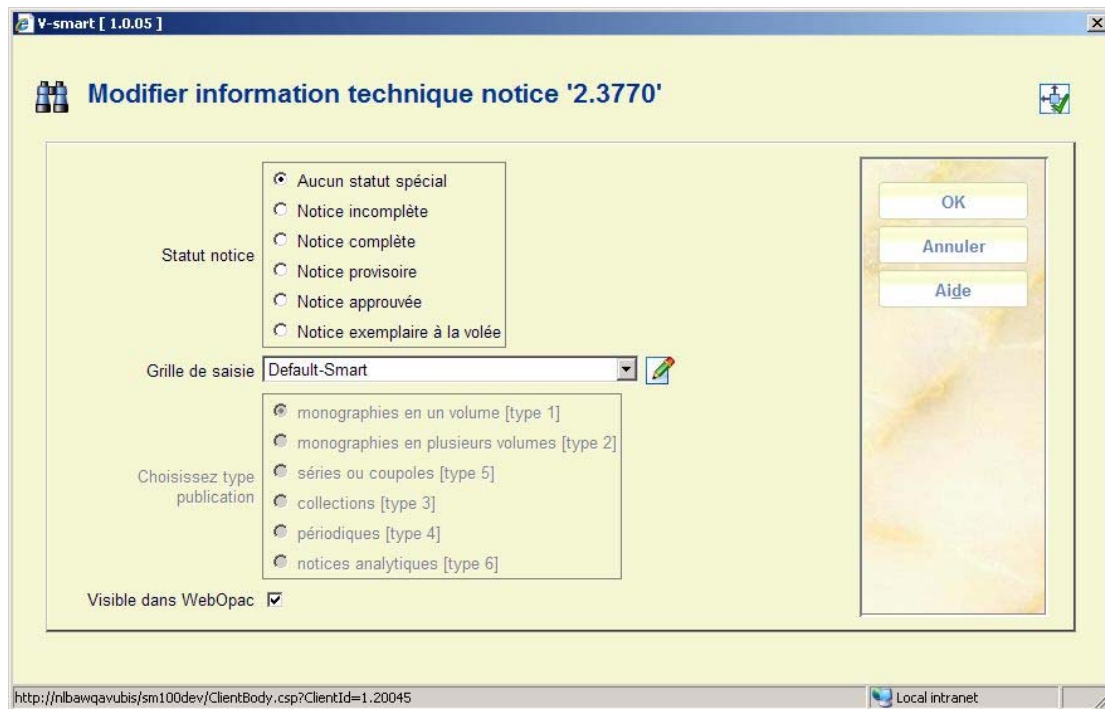 V-smart [ 1.0.05 ]
Modifier information technique notice '2.3770'
Statut notice
Aucun statut spécial
Notice incomplète
Notice complète
Notice provisoire
Notice approuvée
Notice exemplaire à la volée
Grille de saisie Default-Smart
Choisissez type
publication
monographies en un volume [type 1]
monographies en plusieurs volumes [type 2]
séries ou coupoles [type 5]
collections [type 3]
périodiques [type 4]
notices analytiques [type 6]
Visible dans WebOpac
OK
Annuler
Aide
http://nlbawqavubis/sm100dev/ClientBody.csp?ClientId=1.20045
Local intranet